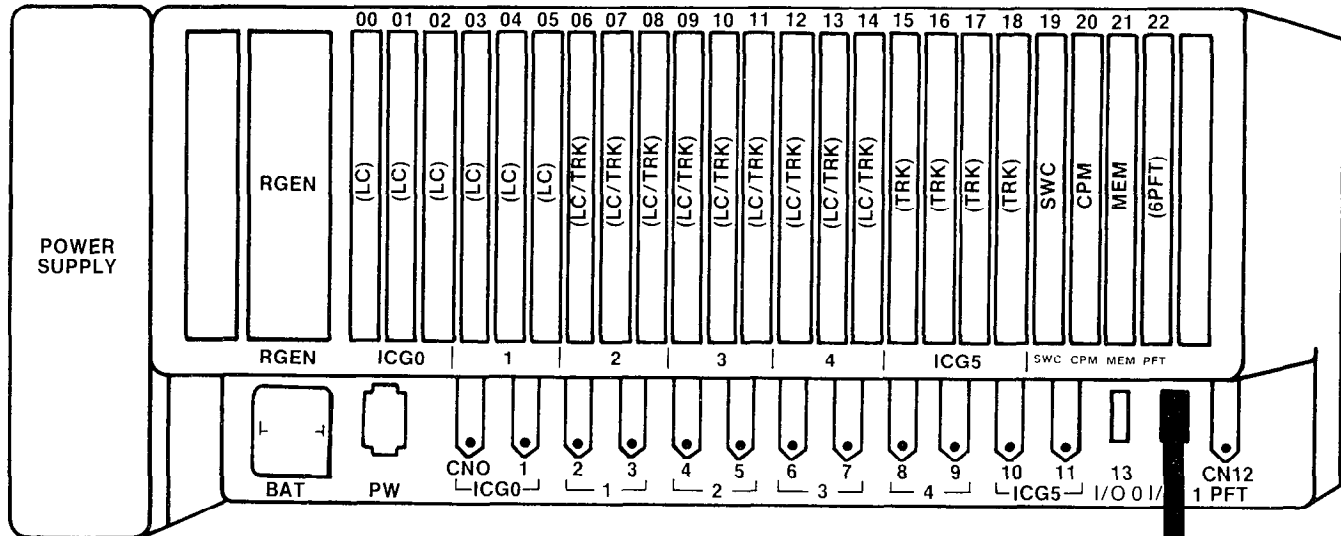 00 01 02 03 04 05 06 07 08 09 10 11 12 13 14 15 16 17 18 19 20 21 22
POWER
SUPPLY
RGEN
(LC) (LC) (LC) (LC) (LC) (LC) (LC/TRK) (LC/TRK) (LC/TRK) (LC/TRK) (LC/TRK) (LC/TRK) (LC/TRK) (LC/TRK) (LC/TRK) (TRK) (TRK) (TRK) (TRK) SWC CPM MEM (6PFT)
RGEN ICG0 1 2 3 4 ICG5 SWC CPM MEM PFT
CNO 1 2 3 4 5 6 7 8 9 10 11 13 CN12
BAT PW ICG0 1 2 3 4 ICG5 I/O 0 I/ 1 PFT